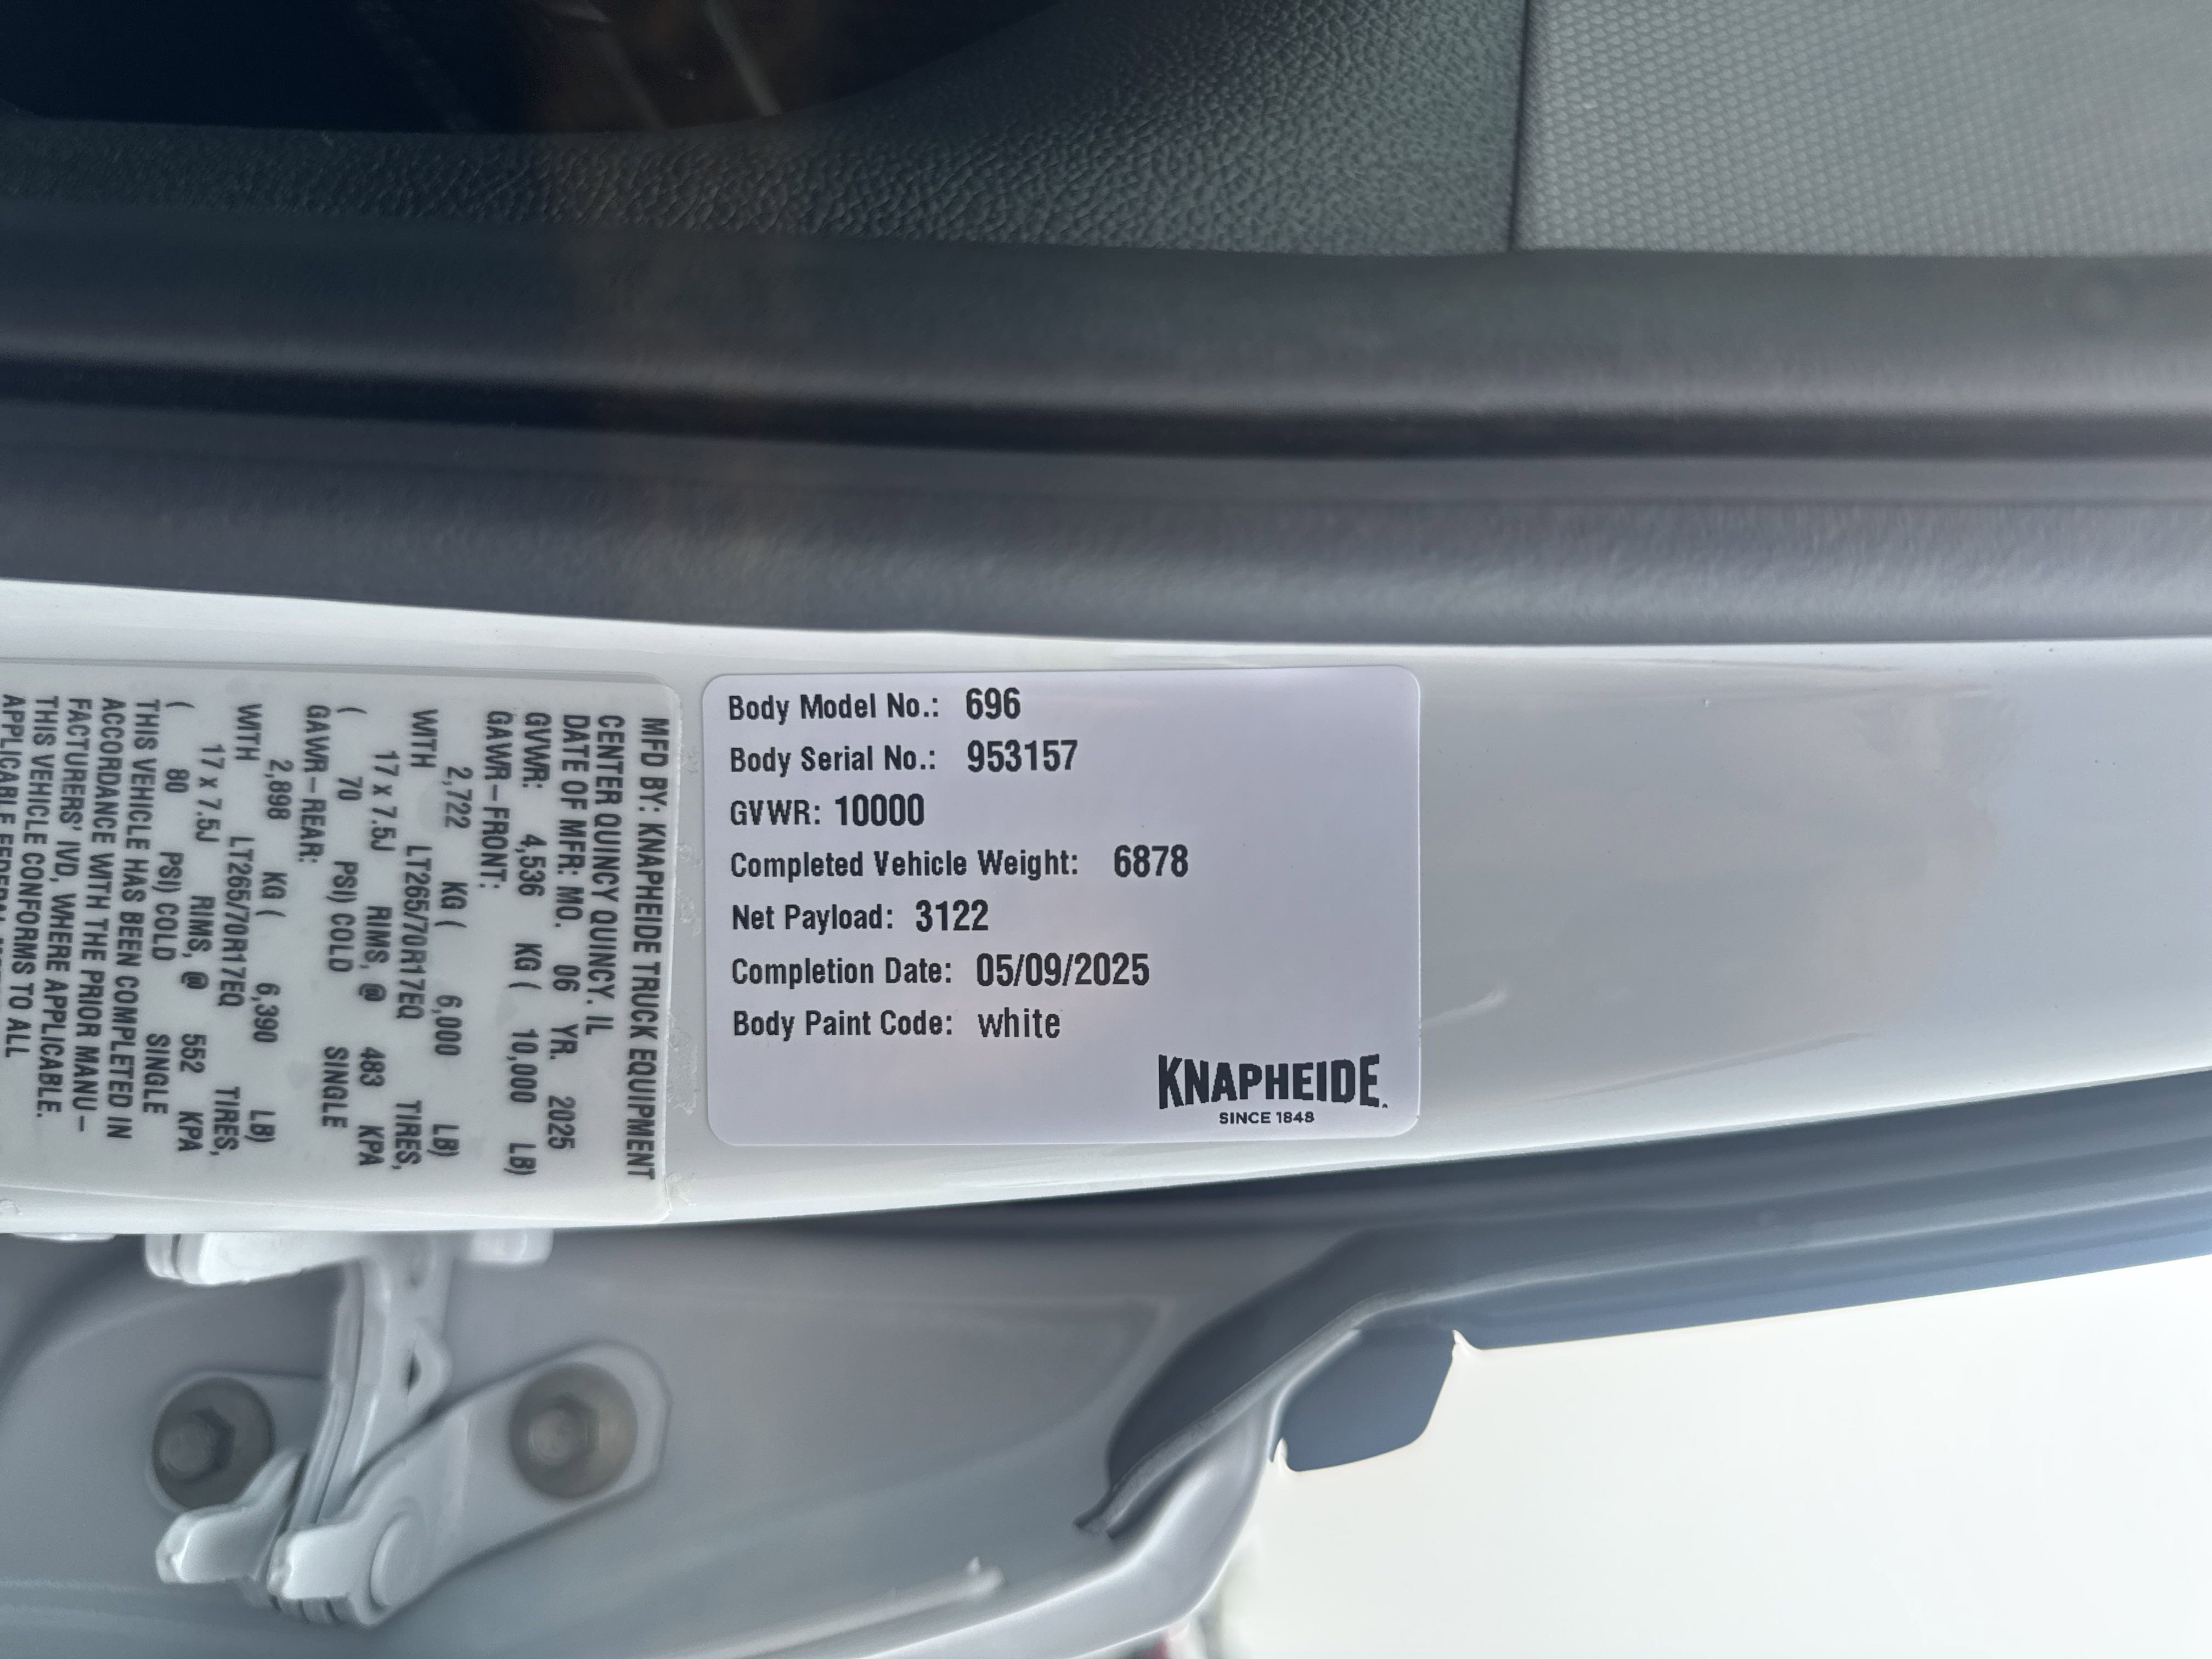 Body Model No.: 696
Body Serial No.: 953157
GVWR: 10000
Completed Vehicle Weight: 6878
Net Payload: 3122
Completion Date: 05/09/2025
Body Paint Code: white
KNAPHEIDE
SINCE 1848
MFD BY: KNAPHEIDE TRUCK EQUIPMENT
CENTER QUINCY QUINCY. IL
DATE OF MFR: MO. 06 YR. 2025
GVWR: 4,536 KG ( 10,000 LB)
GAWR-FRONT:
2,722 KG ( 6,000 LB)
WITH LT265/70R17EQ TIRES,
17 x 7.5J RIMS, @ 483 KPA
( 70 PSI) COLD SINGLE
GAWR-REAR:
2,898 KG ( 6,390 LB)
WITH LT265/70R17EQ TIRES,
17 x 7.5J RIMS, @ 552 KPA
( 80 PSI) COLD SINGLE
THIS VEHICLE HAS BEEN COMPLETED IN
ACCORDANCE WITH THE PRIOR MANU-
FACTURERS' IVD, WHERE APPLICABLE.
THIS VEHICLE CONFORMS TO ALL
APPLICABLE FEDERAL